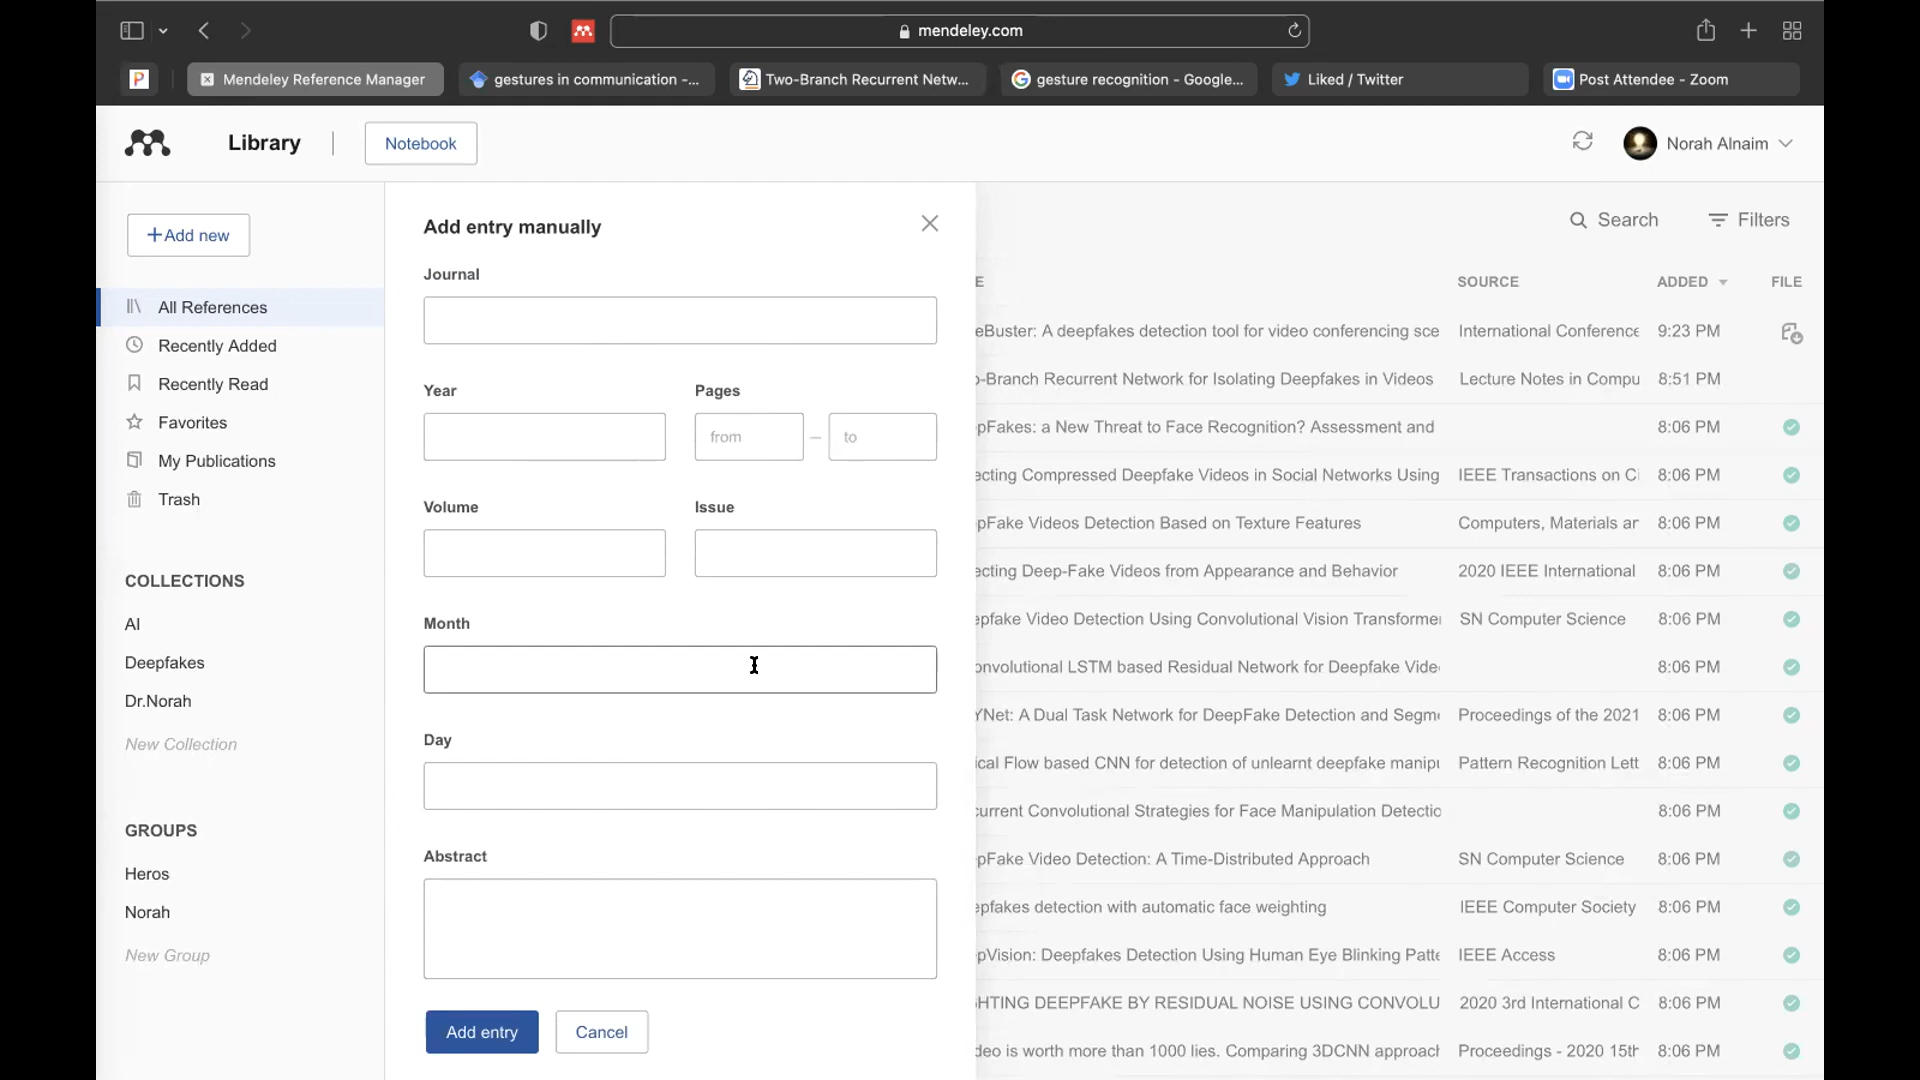 mendeley.com
P
Mendeley Reference Manager
gestures in communication -...
Two-Branch Recurrent Netw...
gesture recognition - Google...
Liked / Twitter
Post Attendee - Zoom
Library
Notebook
Norah Alnaim
+Add new
All References
Recently Added
Recently Read
Favorites
My Publications
Trash
COLLECTIONS
AI
Deepfakes
Dr.Norah
New Collection
GROUPS
Heros
Norah
New Group
Add entry manually
Journal
Year
Pages
from
–
to
Volume
Issue
Month
Day
Abstract
Add entry
Cancel
Search
Filters
E SOURCE ADDED FILE
eBuster: A deepfakes detection tool for video conferencing sce International Conference 9:23 PM
o-Branch Recurrent Network for Isolating Deepfakes in Videos Lecture Notes in Compu 8:51 PM
pFakes: a New Threat to Face Recognition? Assessment and 8:06 PM
ecting Compressed Deepfake Videos in Social Networks Using IEEE Transactions on Ci 8:06 PM
pFake Videos Detection Based on Texture Features Computers, Materials ar 8:06 PM
ecting Deep-Fake Videos from Appearance and Behavior 2020 IEEE International 8:06 PM
epfake Video Detection Using Convolutional Vision Transformer SN Computer Science 8:06 PM
onvolutional LSTM based Residual Network for Deepfake Vide 8:06 PM
YNet: A Dual Task Network for DeepFake Detection and Segm Proceedings of the 2021 8:06 PM
ical Flow based CNN for detection of unlearnt deepfake manipu Pattern Recognition Lett 8:06 PM
current Convolutional Strategies for Face Manipulation Detectio 8:06 PM
pFake Video Detection: A Time-Distributed Approach SN Computer Science 8:06 PM
epfakes detection with automatic face weighting IEEE Computer Society 8:06 PM
pVision: Deepfakes Detection Using Human Eye Blinking Patte IEEE Access 8:06 PM
HTING DEEPFAKE BY RESIDUAL NOISE USING CONVOLU 2020 3rd International C 8:06 PM
deo is worth more than 1000 lies. Comparing 3DCNN approach Proceedings - 2020 15th 8:06 PM